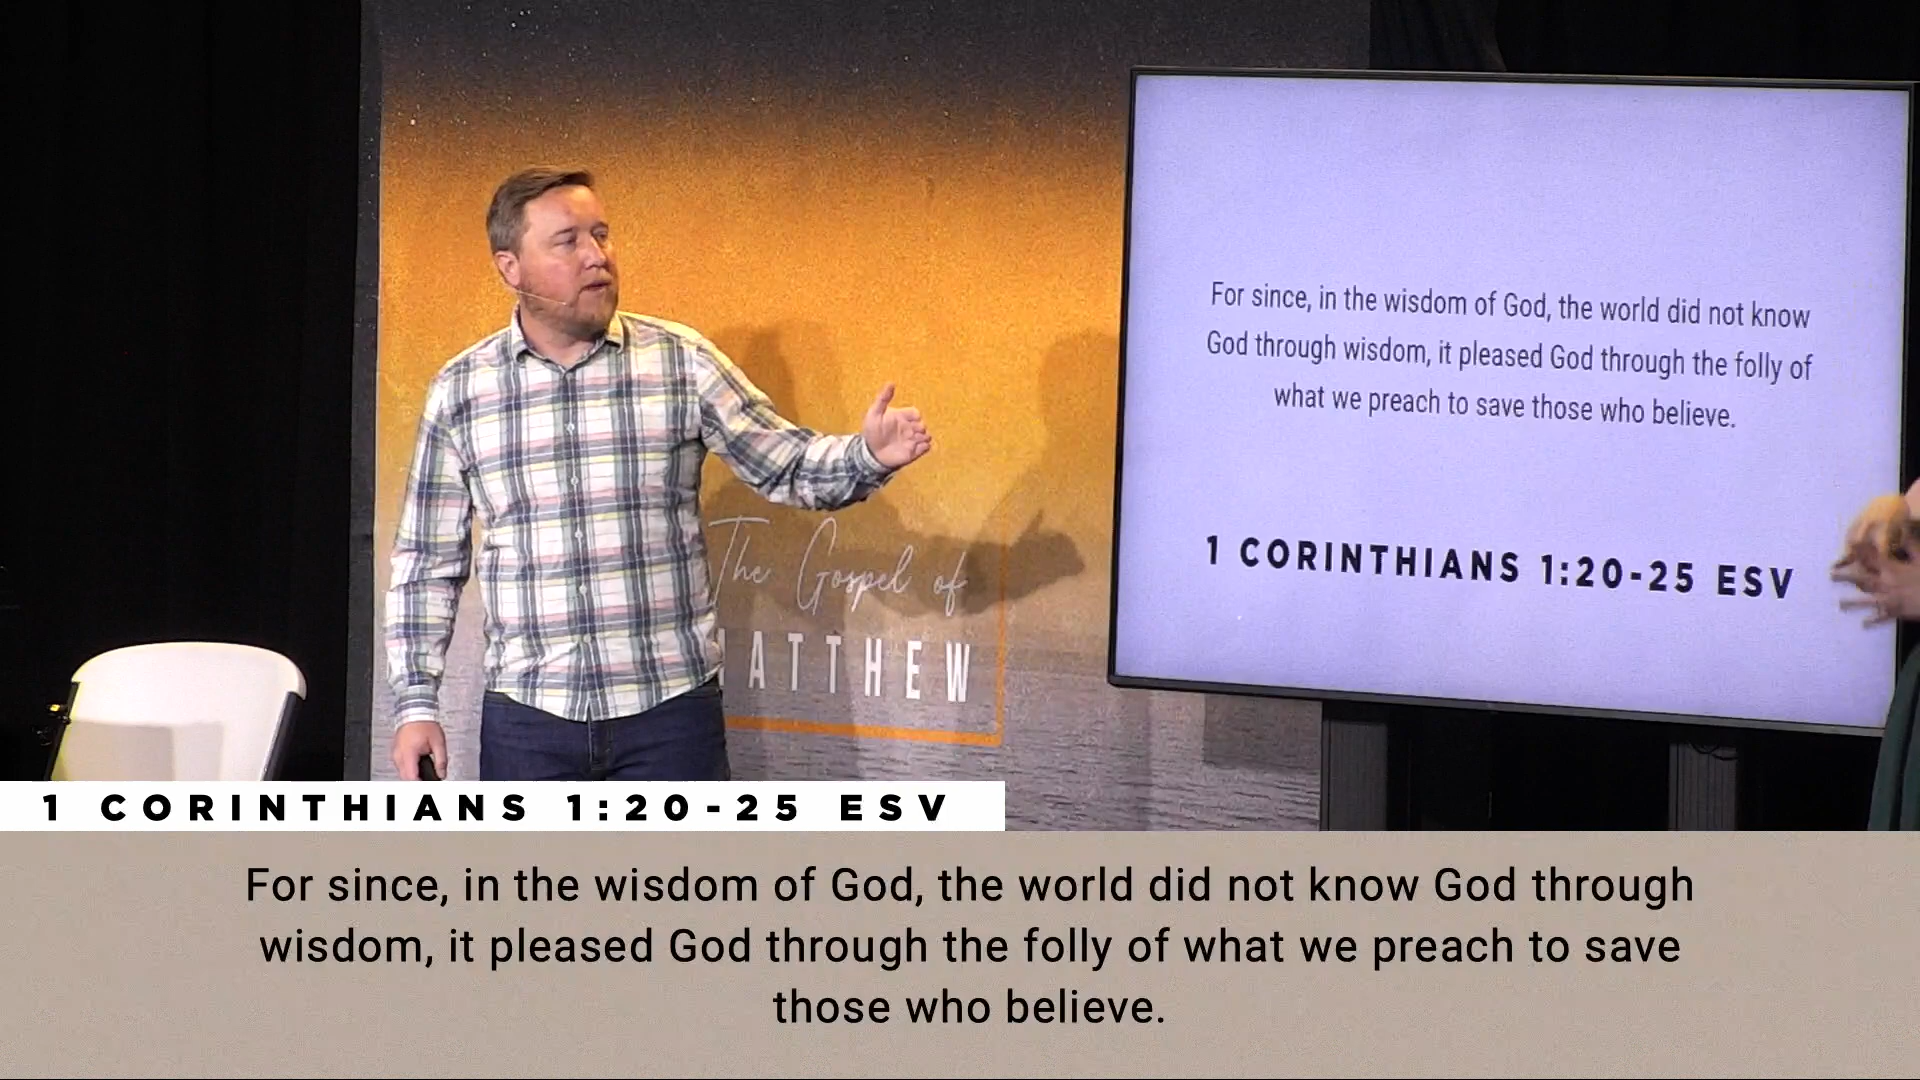 For since, in the wisdom of God, the world did not know
God through wisdom, it pleased God through the folly of
what we preach to save those who believe.
1 CORINTHIANS 1:20-25 ESV
The Gospel of
ATTHEW
1 CORINTHIANS 1:20-25 ESV
For since, in the wisdom of God, the world did not know God through
wisdom, it pleased God through the folly of what we preach to save
those who believe.